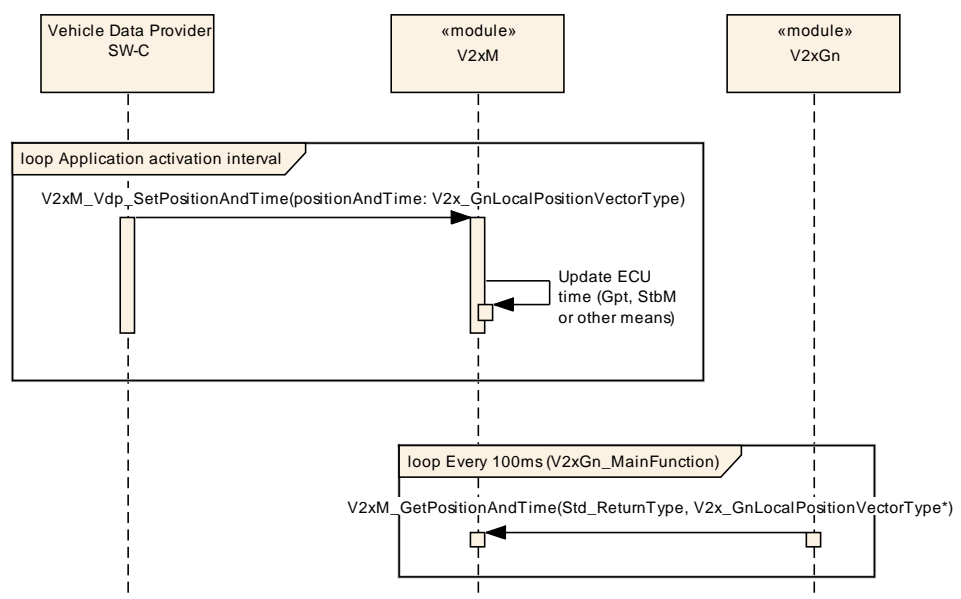 Vehicle Data Provider
SW-C
«module»
V2xM
«module»
V2xGn
loop Application activation interval
V2xM_Vdp_SetPositionAndTime(positionAndTime: V2x_GnLocalPositionVectorType)
Update ECU
time (Gpt, StbM
or other means)
loop Every 100ms (V2xGn_MainFunction)
V2xM_GetPositionAndTime(Std_ReturnType, V2x_GnLocalPositionVectorType*)